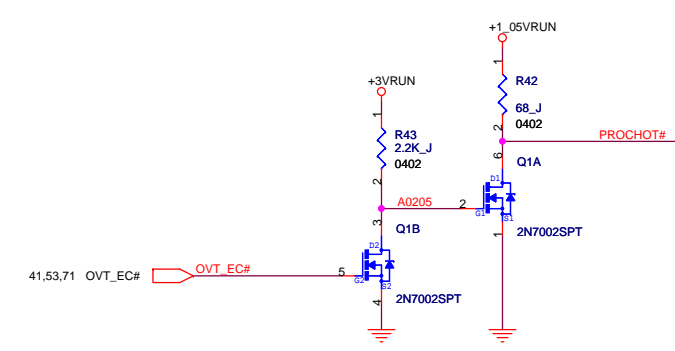 +1_05VRUN
1
R42
68_J
0402
2
PROCHOT#
6
Q1A
D1
G1
S1
2
1
2N7002SPT
+3VRUN
1
R43
2.2K_J
0402
2
A0205
3
Q1B
D2
G2
S2
5
4
2N7002SPT
41,53,71 OVT_EC#
OVT_EC#